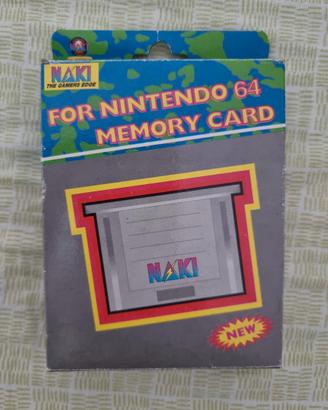 NAKI
THE GAMERS EDGE
FOR NINTENDO 64
MEMORY CARD
NAKI
NEW